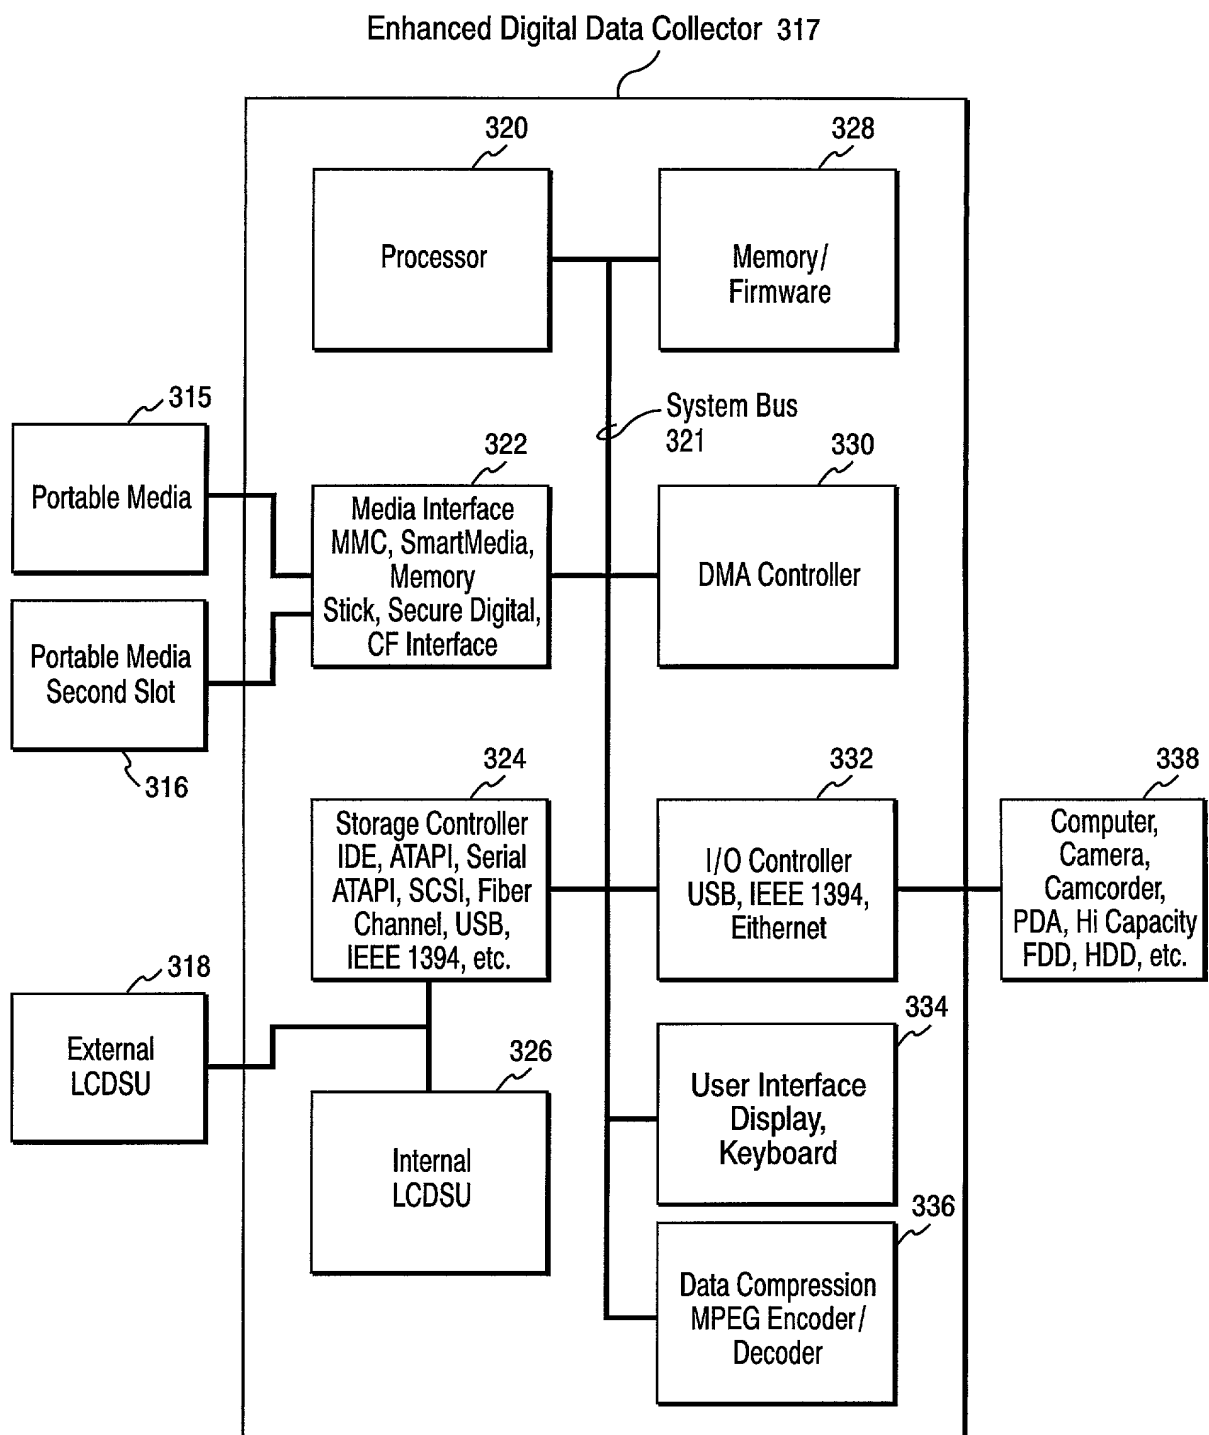 Enhanced Digital Data Collector 317
320
328
Processor
Memory/
Firmware
System Bus
321
315
Portable Media
322
Media Interface
MMC, SmartMedia,
Memory
Stick, Secure Digital,
CF Interface
330
DMA Controller
Portable Media
Second Slot
316
324
Storage Controller
IDE, ATAPI, Serial
ATAPI, SCSI, Fiber
Channel, USB,
IEEE 1394, etc.
332
I/O Controller
USB, IEEE 1394,
Eithernet
338
Computer,
Camera,
Camcorder,
PDA, Hi Capacity
FDD, HDD, etc.
318
External
LCDSU
326
Internal
LCDSU
334
User Interface
Display,
Keyboard
336
Data Compression
MPEG Encoder/
Decoder